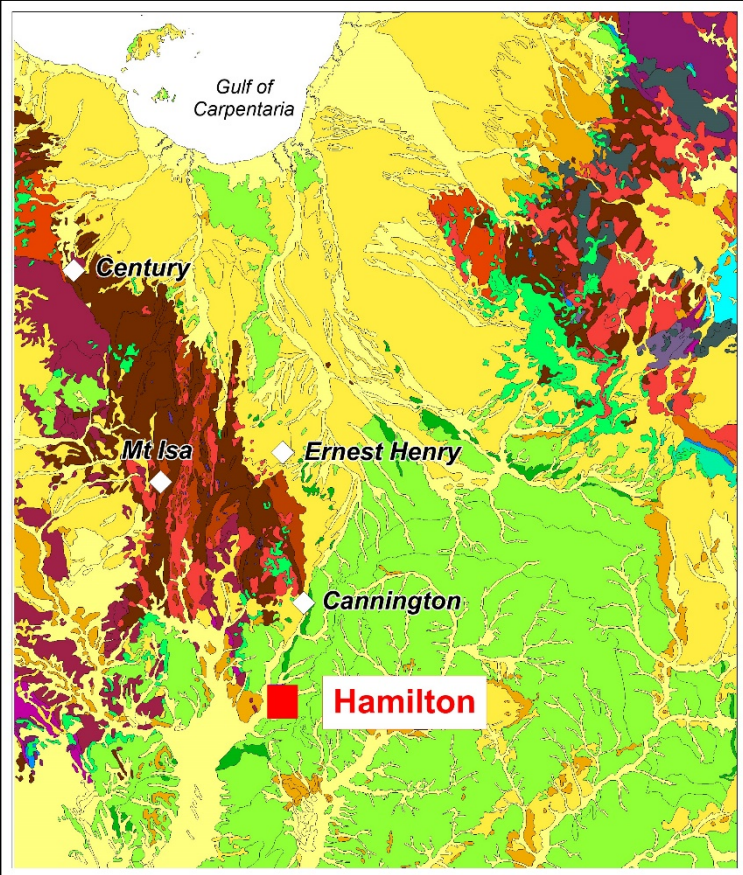 Gulf of
Carpentaria
Century
Mt Isa
Ernest Henry
Cannington
Hamilton